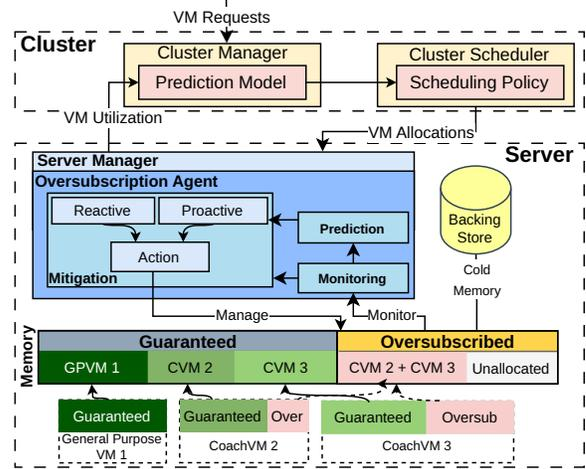 VM Requests
Cluster
Cluster Manager
Prediction Model
Cluster Scheduler
Scheduling Policy
VM Utilization
VM Allocations
Server
Server Manager
Oversubscription Agent
Reactive
Proactive
Action
Mitigation
Prediction
Monitoring
Backing
Store
Cold
Memory
Manage
Monitor
Memory
Guaranteed
Oversubscribed
GPVM 1
CVM 2
CVM 3
CVM 2 + CVM 3
Unallocated
Guaranteed
Guaranteed
Over
Guaranteed
Oversub
General Purpose
VM 1
CoachVM 2
CoachVM 3